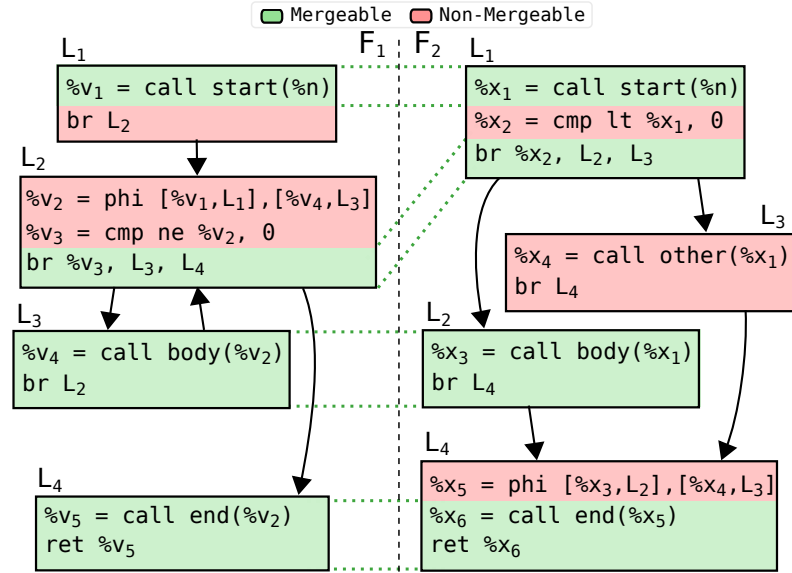 Mergeable Non-Mergeable
F1 F2
L1
%v1 = call start(%n)
br L2
L2
%v2 = phi [%v1,L1],[%v4,L3]
%v3 = cmp ne %v2, 0
br %v3, L3, L4
L3
%v4 = call body(%v2)
br L2
L4
%v5 = call end(%v2)
ret %v5
L1
%x1 = call start(%n)
%x2 = cmp lt %x1, 0
br %x2, L2, L3
L3
%x4 = call other(%x1)
br L4
L2
%x3 = call body(%x1)
br L4
L4
%x5 = phi [%x3,L2],[%x4,L3]
%x6 = call end(%x5)
ret %x6